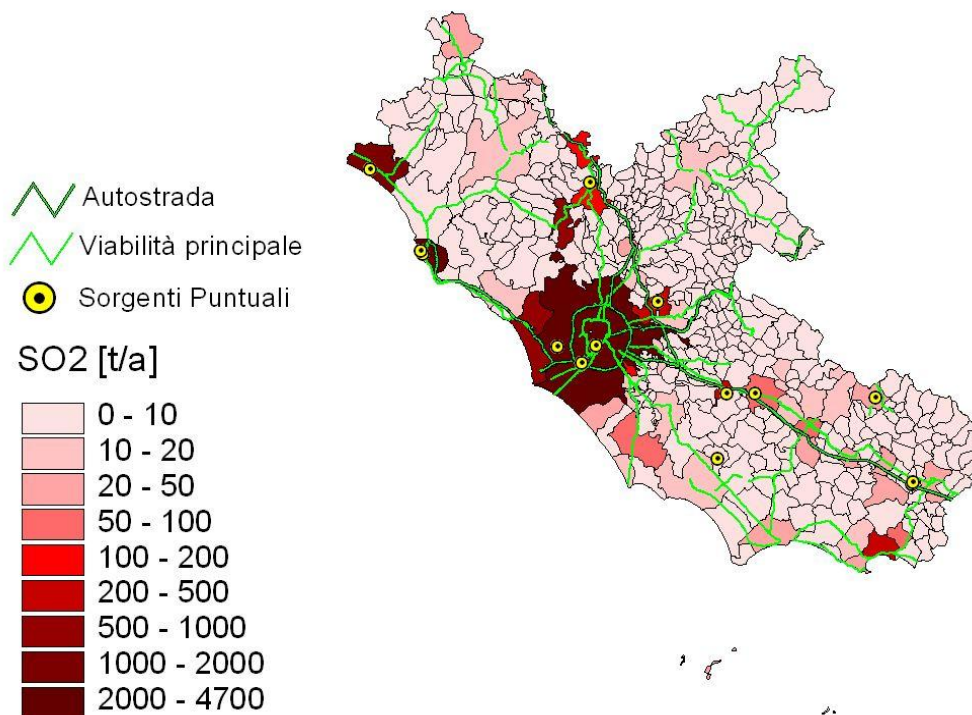 Autostrada
Viabilità principale
Sorgenti Puntuali
SO2 [t/a]
0 - 10
10 - 20
20 - 50
50 - 100
100 - 200
200 - 500
500 - 1000
1000 - 2000
2000 - 4700